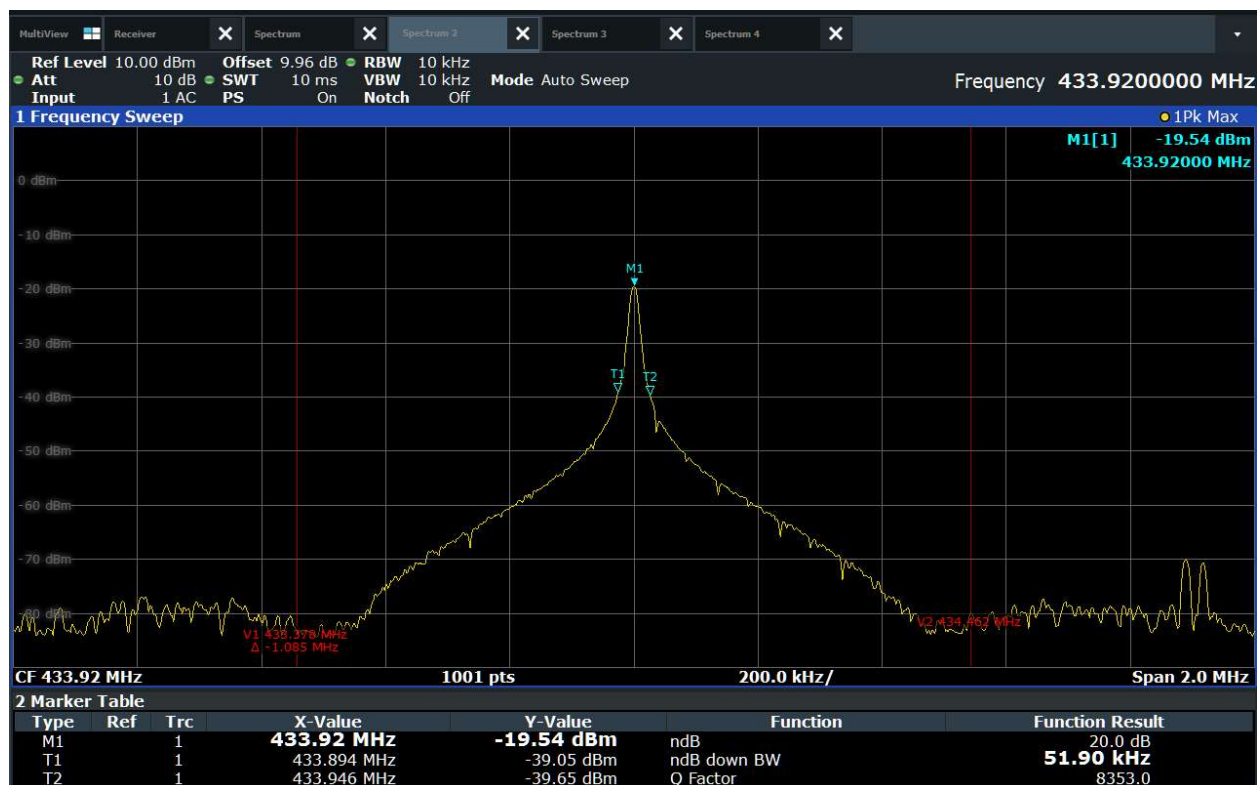 MultiView Receiver X Spectrum X Spectrum 2 X Spectrum 3 X Spectrum 4 X
Ref Level 10.00 dBm Offset 9.96 dB RBW 10 kHz
Att 10 dB SWT 10 ms VBW 10 kHz Mode Auto Sweep Frequency 433.9200000 MHz
Input 1 AC PS On Notch Off
1 Frequency Sweep 1Pk Max
M1[1] -19.54 dBm
433.92000 MHz
0 dBm
-10 dBm
M1
-20 dBm
-30 dBm
T1 T2
-40 dBm
-50 dBm
-60 dBm
-70 dBm
-80 dBm
V1 433.378 MHz V2 434.462 MHz
Δ -1.085 MHz
CF 433.92 MHz 1001 pts 200.0 kHz/ Span 2.0 MHz
2 Marker Table
Type Ref Trc X-Value Y-Value Function Function Result
M1 1 433.92 MHz -19.54 dBm ndB 20.0 dB
T1 1 433.894 MHz -39.05 dBm ndB down BW 51.90 kHz
T2 1 433.946 MHz -39.65 dBm Q Factor 8353.0